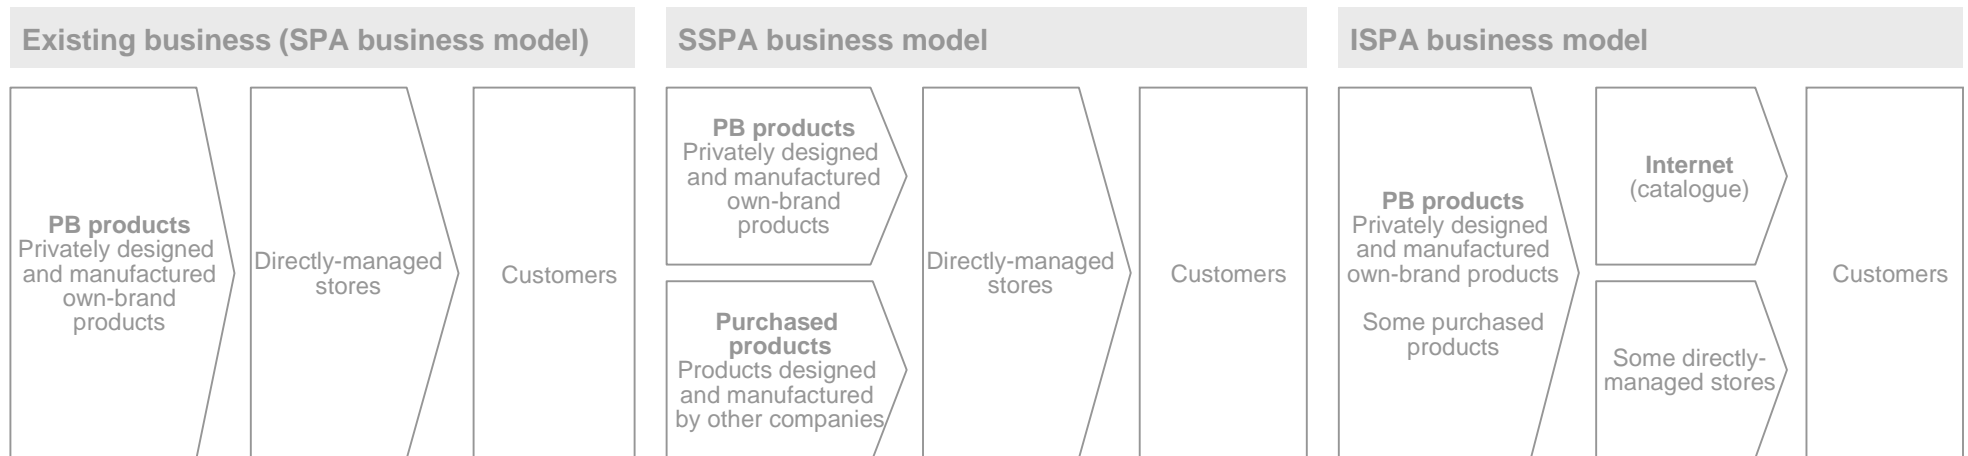 Existing business (SPA business model)
PB products
Privately designed
and manufactured
own-brand
products
Directly-managed
stores
Customers
SSPA business model
PB products
Privately designed
and manufactured
own-brand
products
Purchased
products
Products designed
and manufactured
by other companies
Directly-managed
stores
Customers
ISPA business model
PB products
Privately designed
and manufactured
own-brand products
Some purchased
products
Internet
(catalogue)
Some directly-
managed stores
Customers